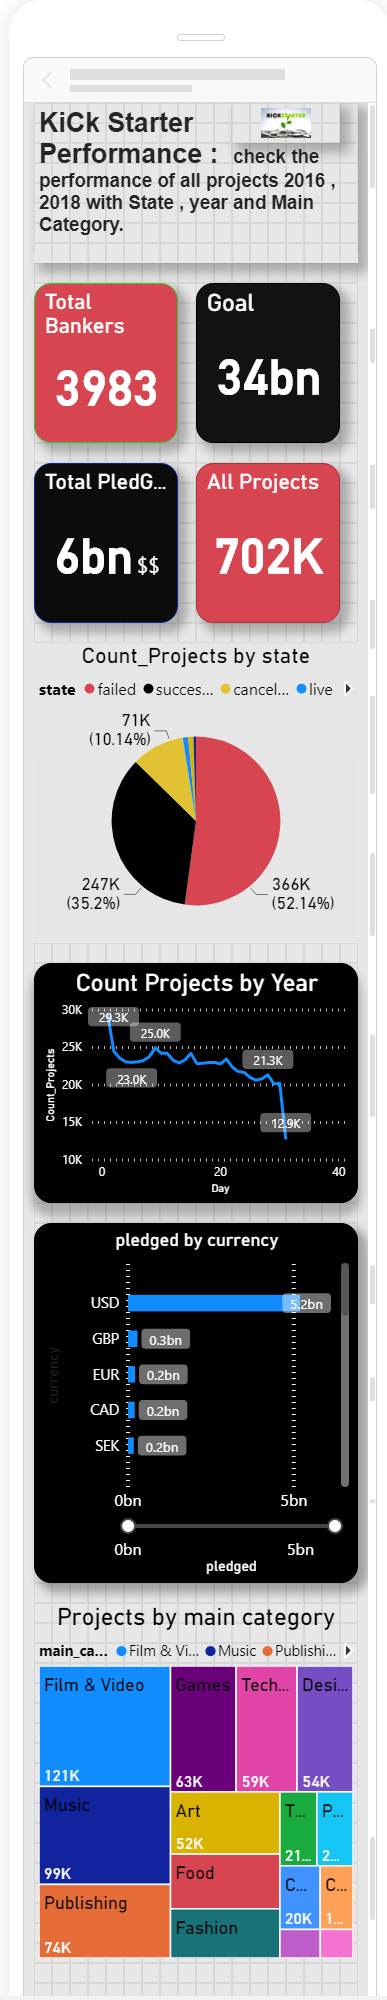 KiCk Starter
Performance : check the
performance of all projects 2016 ,
2018 with State , year and Main
Category.
KICKSTARTER
Total
Bankers
3983
Goal
34bn
Total PledG...
6bn $$
All Projects
702K
Count_Projects by state
state failed succes... cancel... live
71K
(10.14%)
247K
(35.2%)
366K
(52.14%)
Count Projects by Year
Count_Projects
30K
25K
20K
15K
10K
29.3K
25.0K
23.0K
21.3K
12.9K
0 20 40
Day
pledged by currency
currency
USD 5.2bn
GBP 0.3bn
EUR 0.2bn
CAD 0.2bn
SEK 0.2bn
0bn 5bn
0bn 5bn
pledged
Projects by main category
main_ca... Film & Vi... Music Publishi...
Film & Video
121K
Music
99K
Publishing
74K
Games
63K
Tech...
59K
Desi...
54K
Art
52K
Food
Fashion
T...
21...
P...
2...
C...
20K
C...
1...